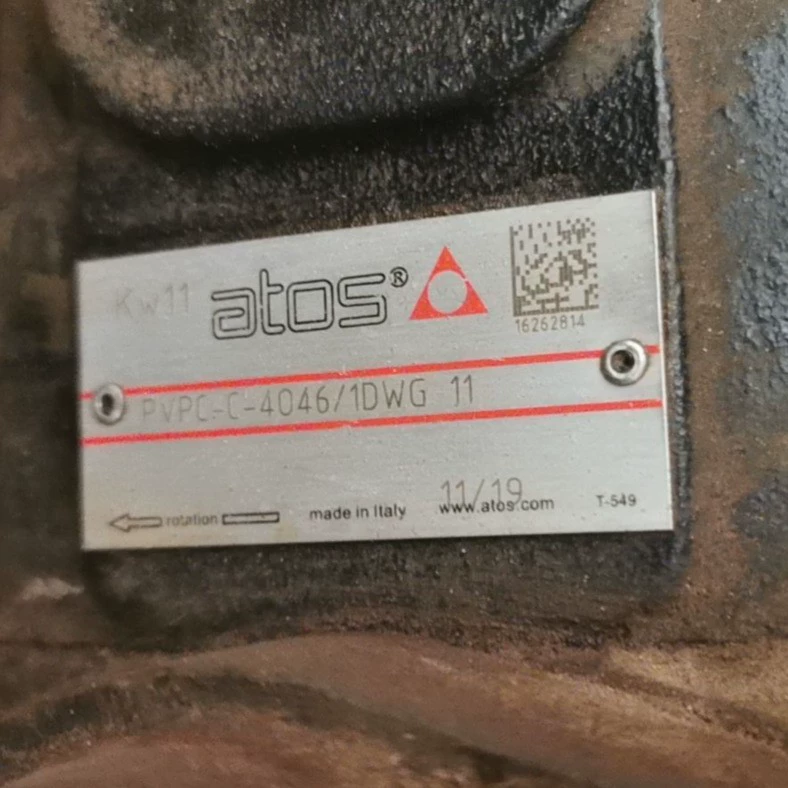 Kw11 atos®
16262814
PVPC-C-4046/1DWG 11
11/19
rotation made in Italy www.atos.com T-549